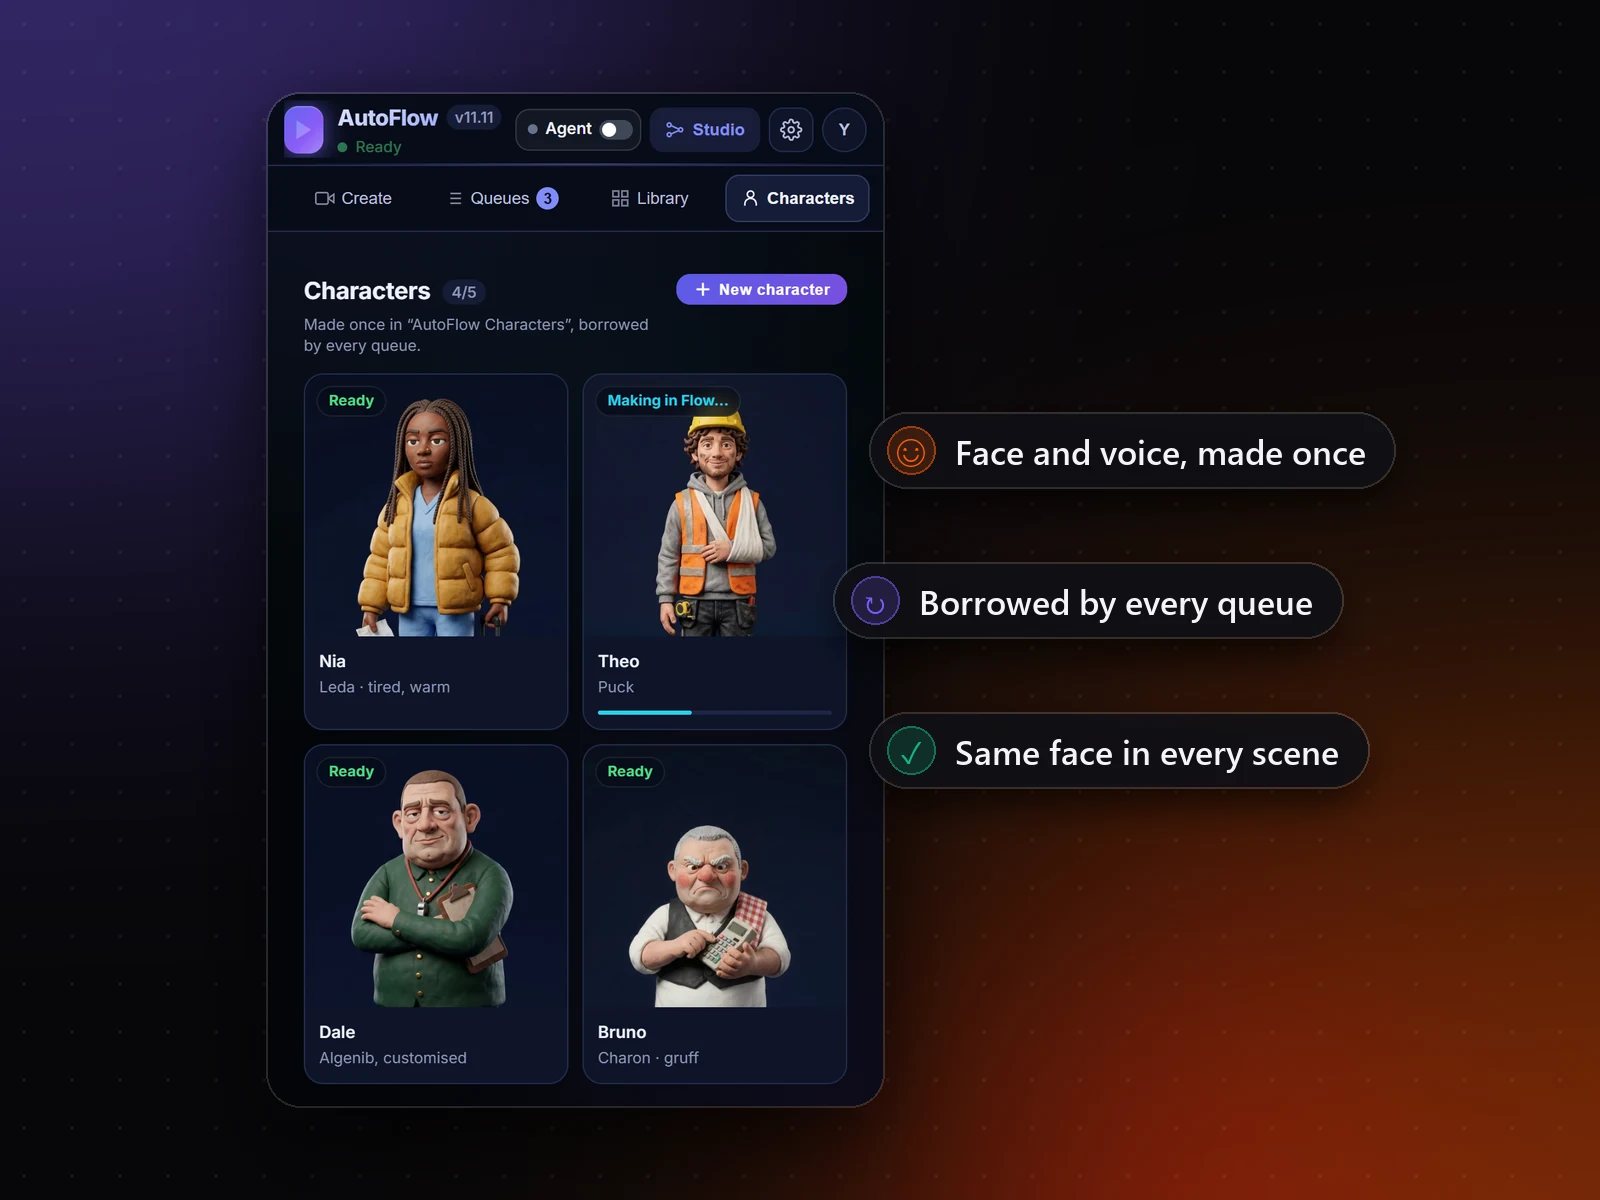 AutoFlow v11.11
Ready
Agent
Studio
Y
Create
Queues 3
Library
Characters
Characters 4/5
New character
Made once in “AutoFlow Characters”, borrowed
by every queue.
Ready
Nia
Leda · tired, warm
Making in Flow...
Theo
Puck
Ready
Dale
Algenib, customised
Ready
Bruno
Charon · gruff
Face and voice, made once
Borrowed by every queue
Same face in every scene